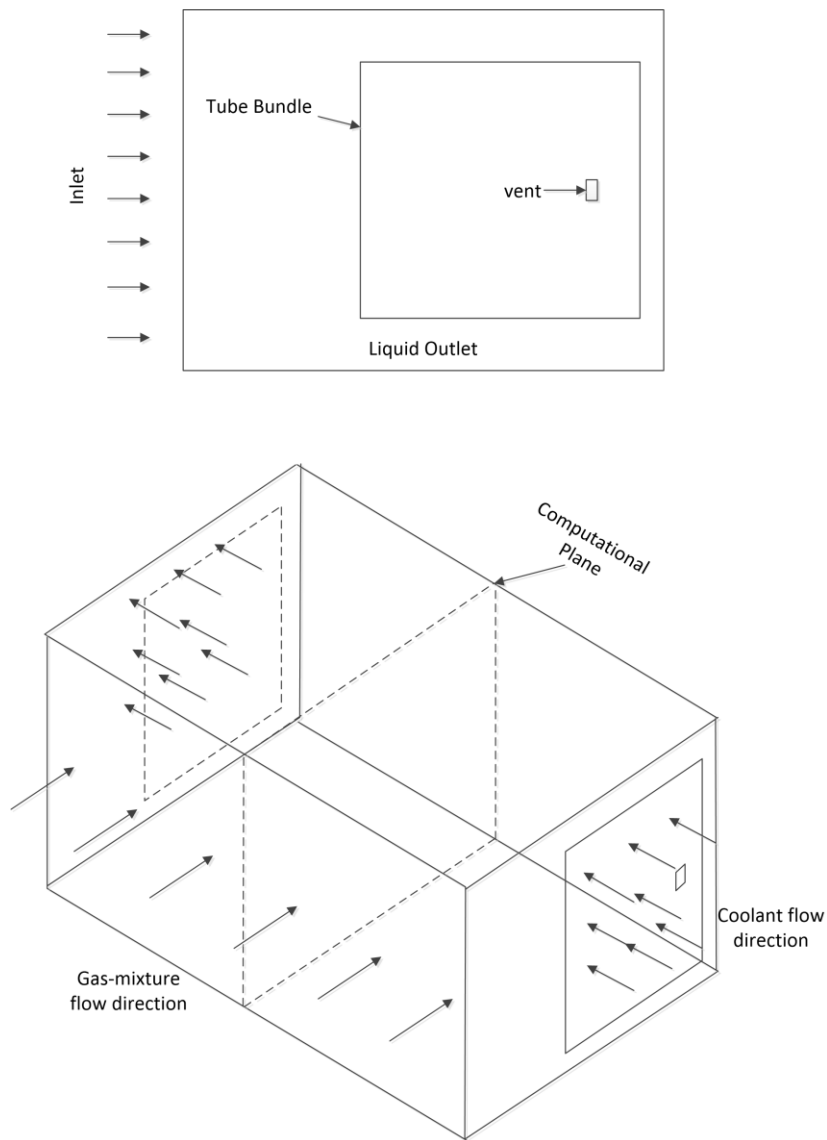 Inlet
Tube Bundle
vent
Liquid Outlet
Computational
Plane
Coolant flow
direction
Gas-mixture
flow direction